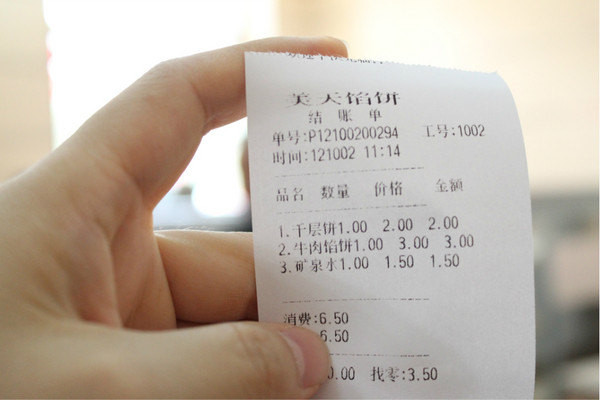 美天馅饼
结 账 单
单号:P12100200294 工号:1002
时间:121002 11:14
品名 数量 价格 金额
1.千层饼1.00 2.00 2.00
2.牛肉馅饼1.00 3.00 3.00
3.矿泉水1.00 1.50 1.50
消费:6.50
6.50
0.00 找零:3.50